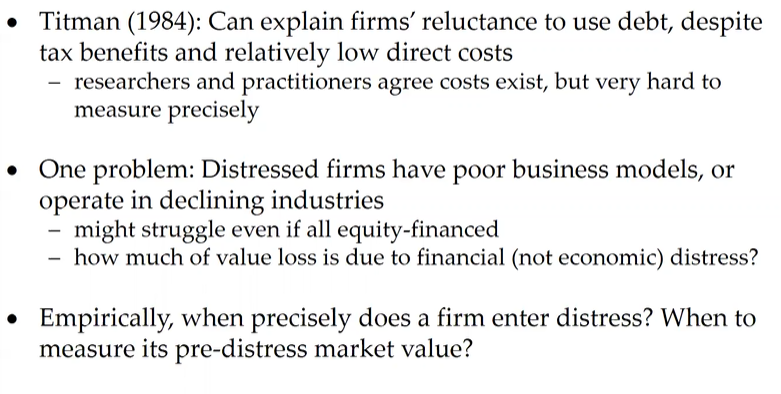 • Titman (1984): Can explain firms' reluctance to use debt, despite
tax benefits and relatively low direct costs
– researchers and practitioners agree costs exist, but very hard to
measure precisely
• One problem: Distressed firms have poor business models, or
operate in declining industries
– might struggle even if all equity-financed
– how much of value loss is due to financial (not economic) distress?
• Empirically, when precisely does a firm enter distress? When to
measure its pre-distress market value?